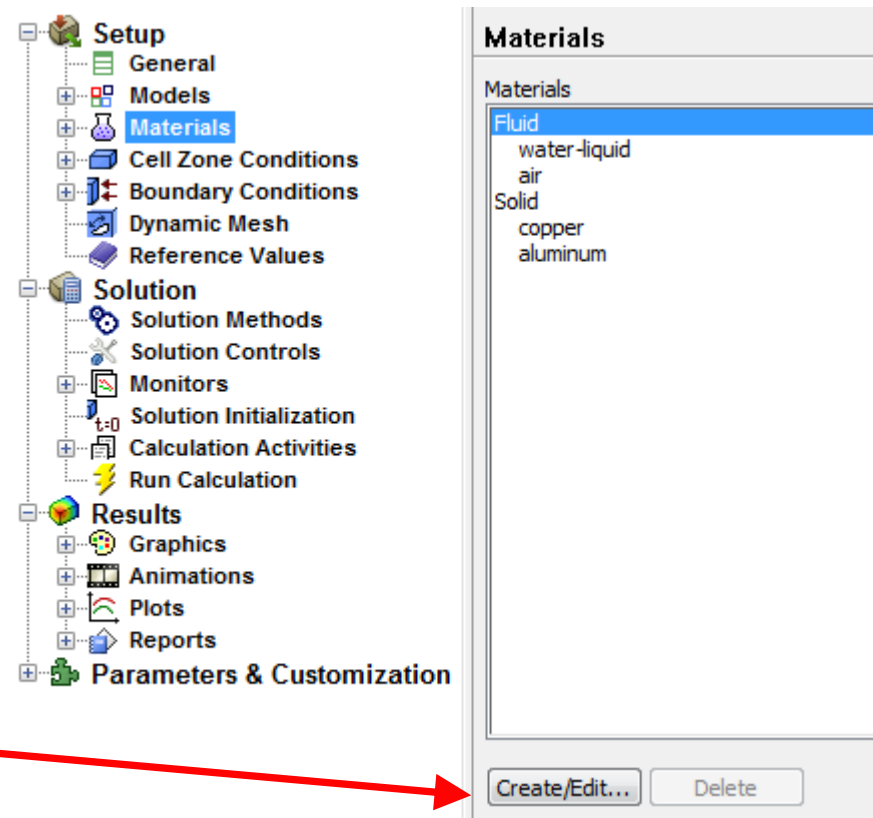 Setup
General
Models
Materials
Cell Zone Conditions
Boundary Conditions
Dynamic Mesh
Reference Values
Solution
Solution Methods
Solution Controls
Monitors
t=0 Solution Initialization
Calculation Activities
Run Calculation
Results
Graphics
Animations
Plots
Reports
Parameters & Customization
Materials
Materials
Fluid
water-liquid
air
Solid
copper
aluminum
Create/Edit... Delete